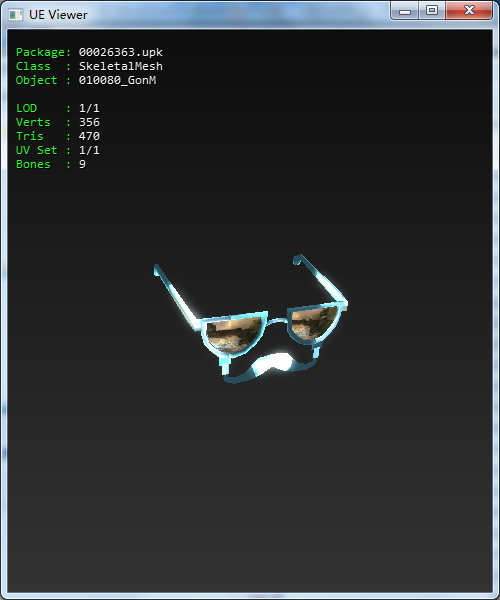 UE Viewer
Package: 00026363.upk
Class  : SkeletalMesh
Object : 010080_GonM
LOD    : 1/1
Verts  : 356
Tris   : 470
UV Set : 1/1
Bones  : 9